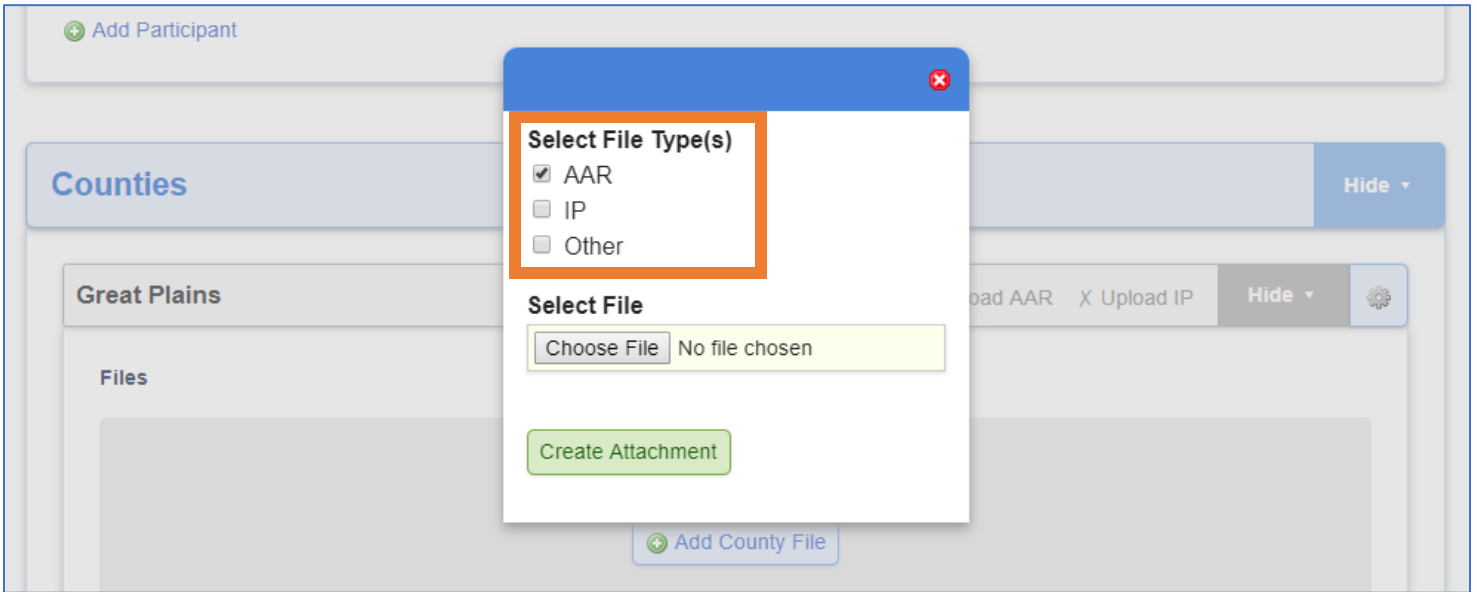 Add Participant
Select File Type(s)
AAR
IP
Other
Counties
Hide
Great Plains
AAR X Upload IP
Hide
Select File
Choose File No file chosen
Files
Create Attachment
Add County File